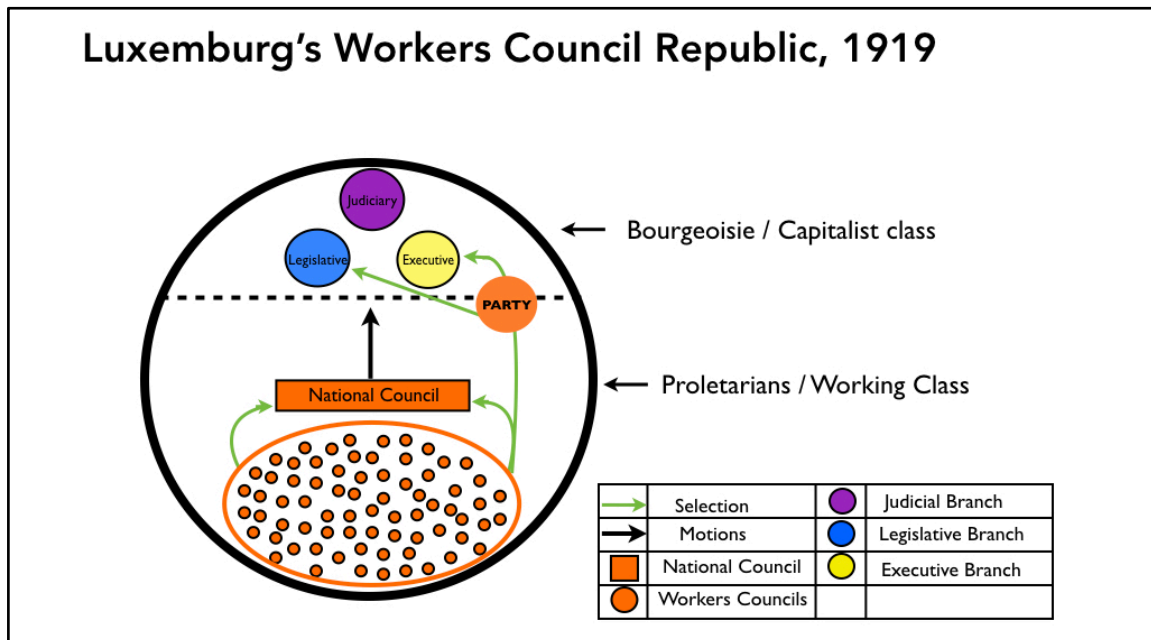 Luxemburg's Workers Council Republic, 1919
Judiciary
Legislative
Executive
Bourgeoisie / Capitalist class
PARTY
Proletarians / Working Class
National Council
Selection
Judicial Branch
Motions
Legislative Branch
National Council
Executive Branch
Workers Councils